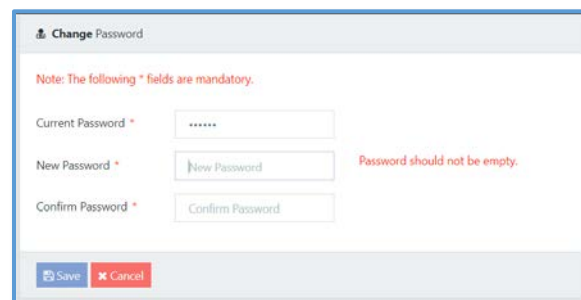 Change Password
Note: The following * fields are mandatory.
Current Password * ••••••
New Password * New Password Password should not be empty.
Confirm Password * Confirm Password
Save Cancel